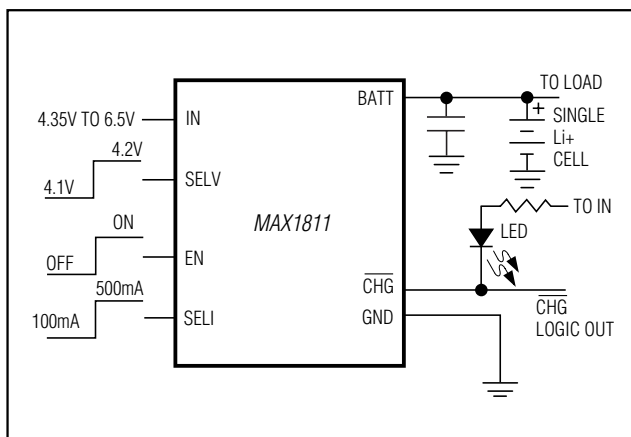 TO LOAD
BATT
+
SINGLE
Li+
CELL
4.35V TO 6.5V
IN
4.2V
4.1V
SELV
MAX1811
TO IN
LED
ON
OFF
EN
CHG
CHG
LOGIC OUT
500mA
100mA
SELI
GND